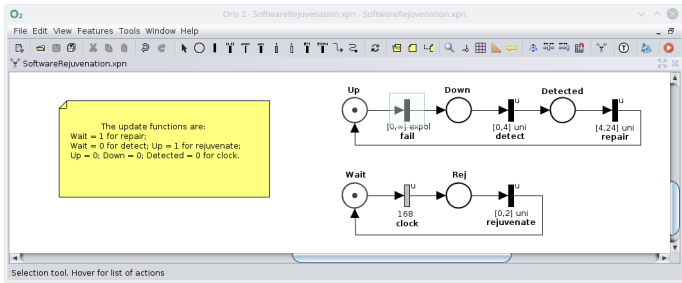 Oris 2 - SoftwareRejuvenation.xpn - SoftwareRejuvenation.xpn
File Edit View Features Tools Window Help
SoftwareRejuvenation.xpn
The update functions are:
Wait = 1 for repair;
Wait = 0 for detect; Up = 1 for rejuvenate;
Up = 0; Down = 0; Detected = 0 for clock.
Up Down Detected
u u
[0,∞] expol [0,4] uni [4,24] uni
fail detect repair
Wait Rej
u u
168 [0,2] uni
clock rejuvenate
Selection tool. Hover for list of actions